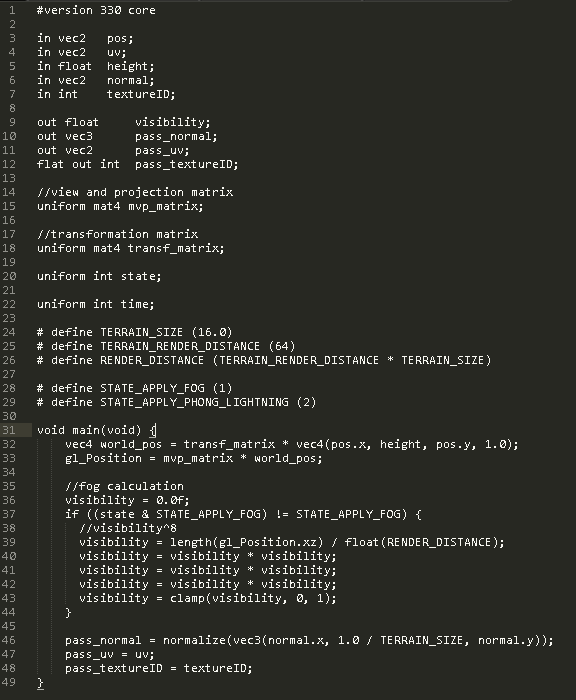 1 #version 330 core
2
3 in vec2 pos;
4 in vec2 uv;
5 in float height;
6 in vec2 normal;
7 in int textureID;
8
9 out float visibility;
10 out vec3 pass_normal;
11 out vec2 pass_uv;
12 flat out int pass_textureID;
13
14 //view and projection matrix
15 uniform mat4 mvp_matrix;
16
17 //transformation matrix
18 uniform mat4 transf_matrix;
19
20 uniform int state;
21
22 uniform int time;
23
24 # define TERRAIN_SIZE (16.0)
25 # define TERRAIN_RENDER_DISTANCE (64)
26 # define RENDER_DISTANCE (TERRAIN_RENDER_DISTANCE * TERRAIN_SIZE)
27
28 # define STATE_APPLY_FOG (1)
29 # define STATE_APPLY_PHONG_LIGHTNING (2)
30
31 void main(void) {
32 vec4 world_pos = transf_matrix * vec4(pos.x, height, pos.y, 1.0);
33 gl_Position = mvp_matrix * world_pos;
34
35 //fog calculation
36 visibility = 0.0f;
37 if ((state & STATE_APPLY_FOG) != STATE_APPLY_FOG) {
38 //visibility^8
39 visibility = length(gl_Position.xz) / float(RENDER_DISTANCE);
40 visibility = visibility * visibility;
41 visibility = visibility * visibility;
42 visibility = visibility * visibility;
43 visibility = clamp(visibility, 0, 1);
44 }
45
46 pass_normal = normalize(vec3(normal.x, 1.0 / TERRAIN_SIZE, normal.y));
47 pass_uv = uv;
48 pass_textureID = textureID;
49 }